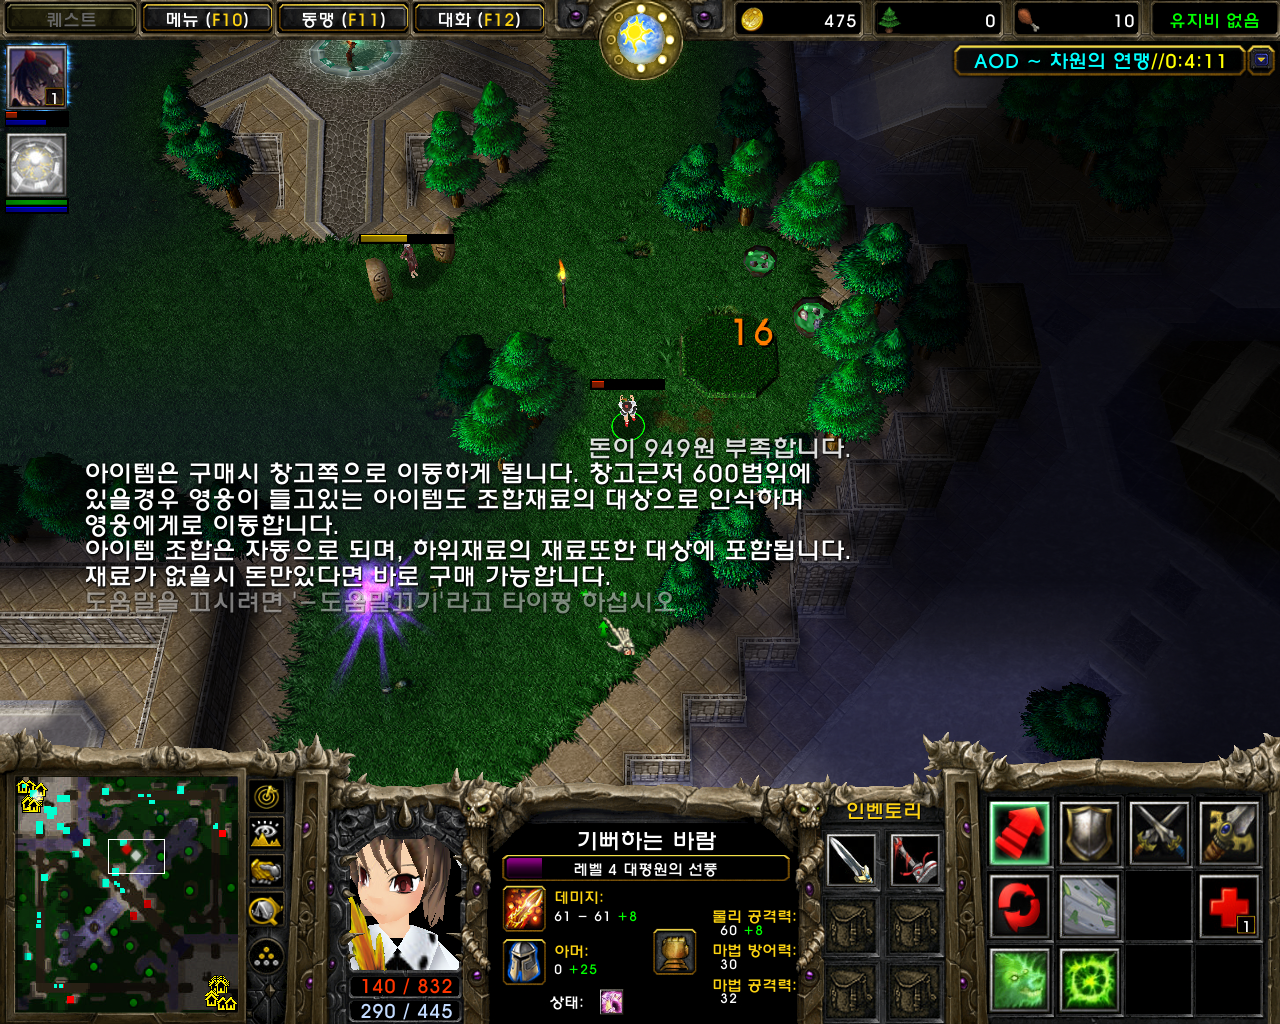 퀘스트
메뉴 (F10)
동맹 (F11)
대화 (F12)
475
0
10
유지비 없음
AOD ~ 차원의 연맹//0:4:11
1
16
돈이 949원 부족합니다.
아이템은 구매시 창고쪽으로 이동하게 됩니다. 창고근저 600범위에
있을경우 영웅이 들고있는 아이템도 조합재료의 대상으로 인식하며
영웅에게로 이동합니다.
아이템 조합은 자동으로 되며, 하위재료의 재료또한 대상에 포함됩니다.
재료가 없을시 돈만있다면 바로 구매 가능합니다.
도움말을 끄시려면 '-도움말끄기'라고 타이핑 하십시오.
기뻐하는 바람
레벨 4 대평원의 선풍
데미지:
61 - 61 +8
아머:
0 +25
상태:
물리 공격력:
60 +8
마법 방어력:
30
마법 공격력:
32
140 / 832
290 / 445
인벤토리
1